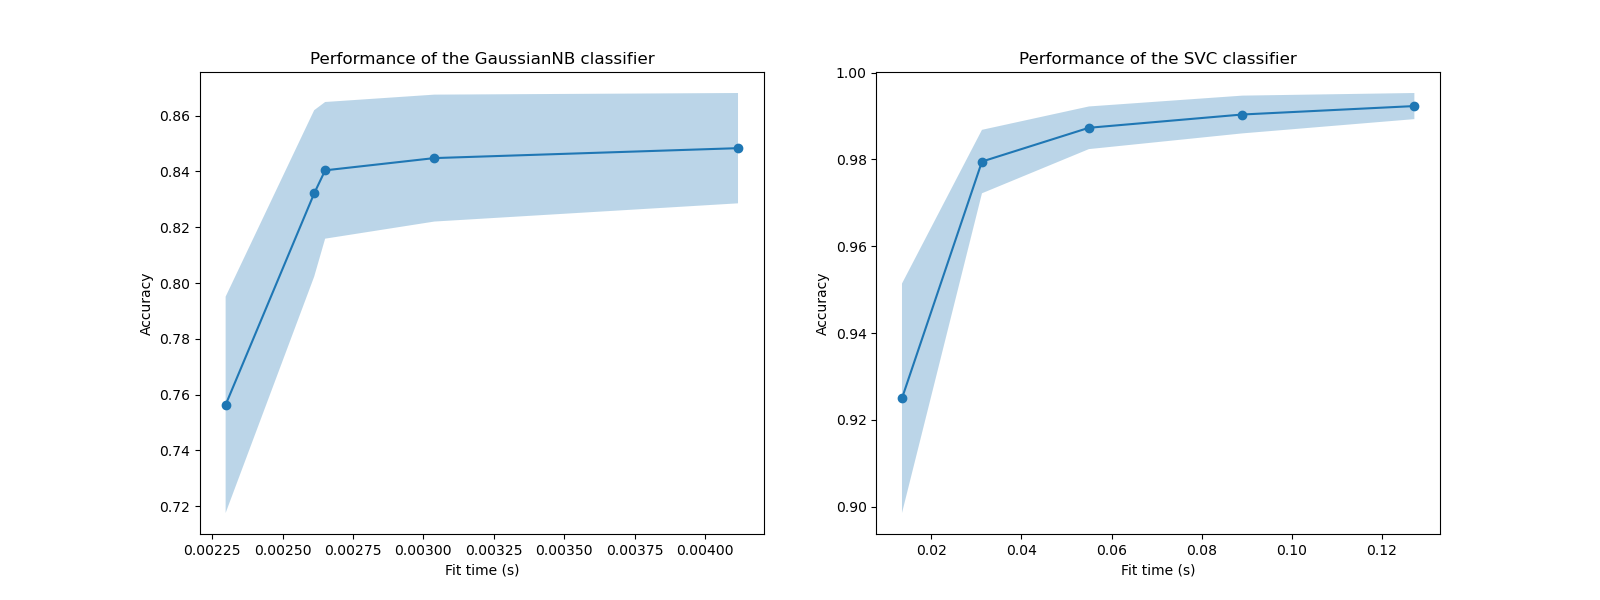 Performance of the GaussianNB classifier
0.86
0.84
0.82
0.80
0.78
0.76
0.74
0.72
Accuracy
0.00225 0.00250 0.00275 0.00300 0.00325 0.00350 0.00375 0.00400
Fit time (s)
Performance of the SVC classifier
1.00
0.98
0.96
0.94
0.92
0.90
Accuracy
0.02 0.04 0.06 0.08 0.10 0.12
Fit time (s)